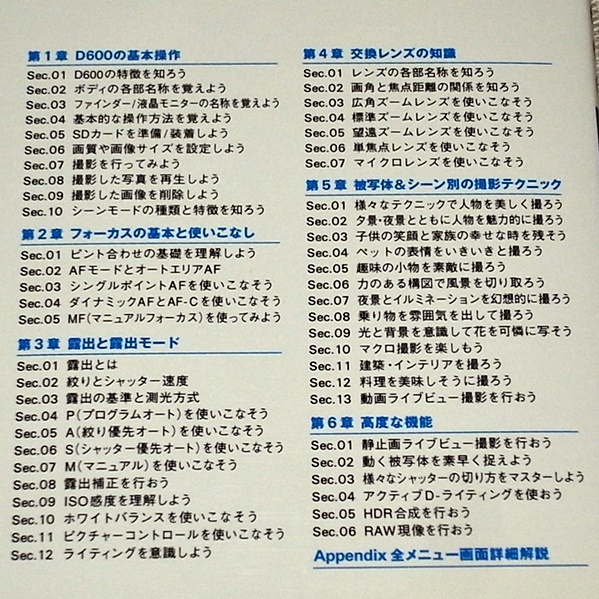 第1章 D600の基本操作
Sec.01 D600の特徴を知ろう
Sec.02 ボディの各部名称を覚えよう
Sec.03 ファインダー/液晶モニターの名称を覚えよう
Sec.04 基本的な操作方法を覚えよう
Sec.05 SDカードを準備/装着しよう
Sec.06 画質や画像サイズを設定しよう
Sec.07 撮影を行ってみよう
Sec.08 撮影した写真を再生しよう
Sec.09 撮影した画像を削除しよう
Sec.10 シーンモードの種類と特徴を知ろう
第2章 フォーカスの基本と使いこなし
Sec.01 ピント合わせの基礎を理解しよう
Sec.02 AFモードとオートエリアAF
Sec.03 シングルポイントAFを使いこなそう
Sec.04 ダイナミックAFとAF-Cを使いこなそう
Sec.05 MF(マニュアルフォーカス)を使ってみよう
第3章 露出と露出モード
Sec.01 露出とは
Sec.02 絞りとシャッター速度
Sec.03 露出の基準と測光方式
Sec.04 P(プログラムオート)を使いこなそう
Sec.05 A(絞り優先オート)を使いこなそう
Sec.06 S(シャッター優先オート)を使いこなそう
Sec.07 M(マニュアル)を使いこなそう
Sec.08 露出補正を行おう
Sec.09 ISO感度を理解しよう
Sec.10 ホワイトバランスを使いこなそう
Sec.11 ピクチャーコントロールを使いこなそう
Sec.12 ライティングを意識しよう
第4章 交換レンズの知識
Sec.01 レンズの各部名称を知ろう
Sec.02 画角と焦点距離の関係を知ろう
Sec.03 広角ズームレンズを使いこなそう
Sec.04 標準ズームレンズを使いこなそう
Sec.05 望遠ズームレンズを使いこなそう
Sec.06 単焦点レンズを使いこなそう
Sec.07 マイクロレンズを使いこなそう
第5章 被写体&シーン別の撮影テクニック
Sec.01 様々なテクニックで人物を美しく撮ろう
Sec.02 夕景・夜景とともに人物を魅力的に撮ろう
Sec.03 子供の笑顔と家族の幸せな時を残そう
Sec.04 ペットの表情をいきいきと撮ろう
Sec.05 趣味の小物を素敵に撮ろう
Sec.06 力のある構図で風景を切り取ろう
Sec.07 夜景とイルミネーションを幻想的に撮ろう
Sec.08 乗り物を雰囲気を出して撮ろう
Sec.09 光と背景を意識して花を可憐に写そう
Sec.10 マクロ撮影を楽しもう
Sec.11 建築・インテリアを撮ろう
Sec.12 料理を美味しそうに撮ろう
Sec.13 動画ライブビュー撮影を行おう
第6章 高度な機能
Sec.01 静止画ライブビュー撮影を行おう
Sec.02 動く被写体を素早く捉えよう
Sec.03 様々なシャッターの切り方をマスターしよう
Sec.04 アクティブD-ライティングを使おう
Sec.05 HDR合成を行おう
Sec.06 RAW現像を行おう
Appendix 全メニュー画面詳細解説